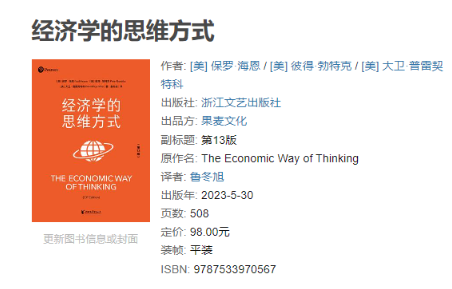 经济学的思维方式
Pearson
经济学的
思维方式
THE ECONOMIC WAY
OF THINKING
更新图书信息或封面
作者: [美] 保罗·海恩 / [美] 彼得·勃特克 / [美] 大卫·普雷契
特科
出版社: 浙江文艺出版社
出品方: 果麦文化
副标题: 第13版
原作名: The Economic Way of Thinking
译者: 鲁冬旭
出版年: 2023-5-30
页数: 508
定价: 98.00元
装帧: 平装
ISBN: 9787533970567